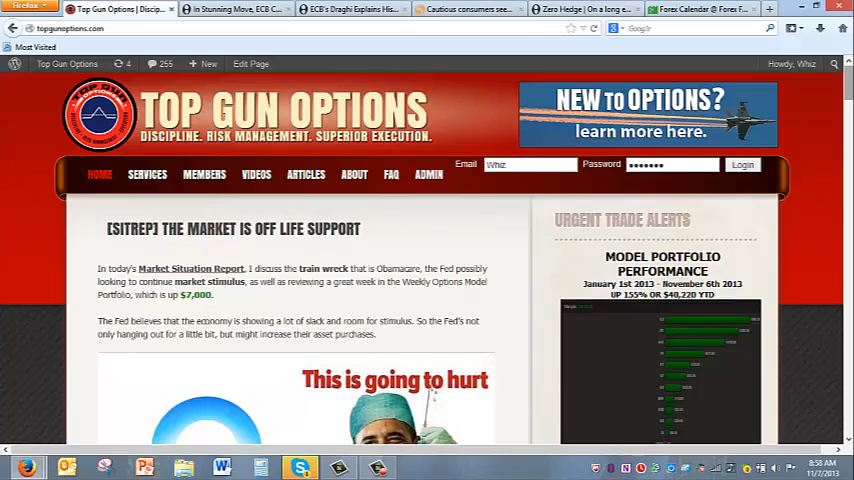 Firefox
Top Gun Options | Discip...
In Stunning Move, ECB C...
ECB's Draghi Explains His...
Cautious consumers see...
Zero Hedge | On a long e...
Forex Calendar @ Forex F...
topgunoptions.com
Google
Most Visited
Top Gun Options
4
255
+ New
Edit Page
Howdy, Whiz
TOP GUN OPTIONS
DISCIPLINE. RISK MANAGEMENT. SUPERIOR EXECUTION.
NEW TO OPTIONS?
learn more here.
Email
Whiz
Password
Login
HOME
SERVICES
MEMBERS
VIDEOS
ARTICLES
ABOUT
FAQ
ADMIN
[SITREP] THE MARKET IS OFF LIFE SUPPORT
In today's Market Situation Report, I discuss the train wreck that is Obamacare, the Fed possibly
looking to continue market stimulus, as well as reviewing a great week in the Weekly Options Model
Portfolio, which is up $7,000.
The Fed believes that the economy is showing a lot of slack and room for stimulus. So the Fed's not
only hanging out for a little bit, but might increase their asset purchases.
This is going to hurt
URGENT TRADE ALERTS
MODEL PORTFOLIO
PERFORMANCE
January 1st 2013 - November 6th 2013
UP 155% OR $40,220 YTD
8:58 AM
11/7/2013